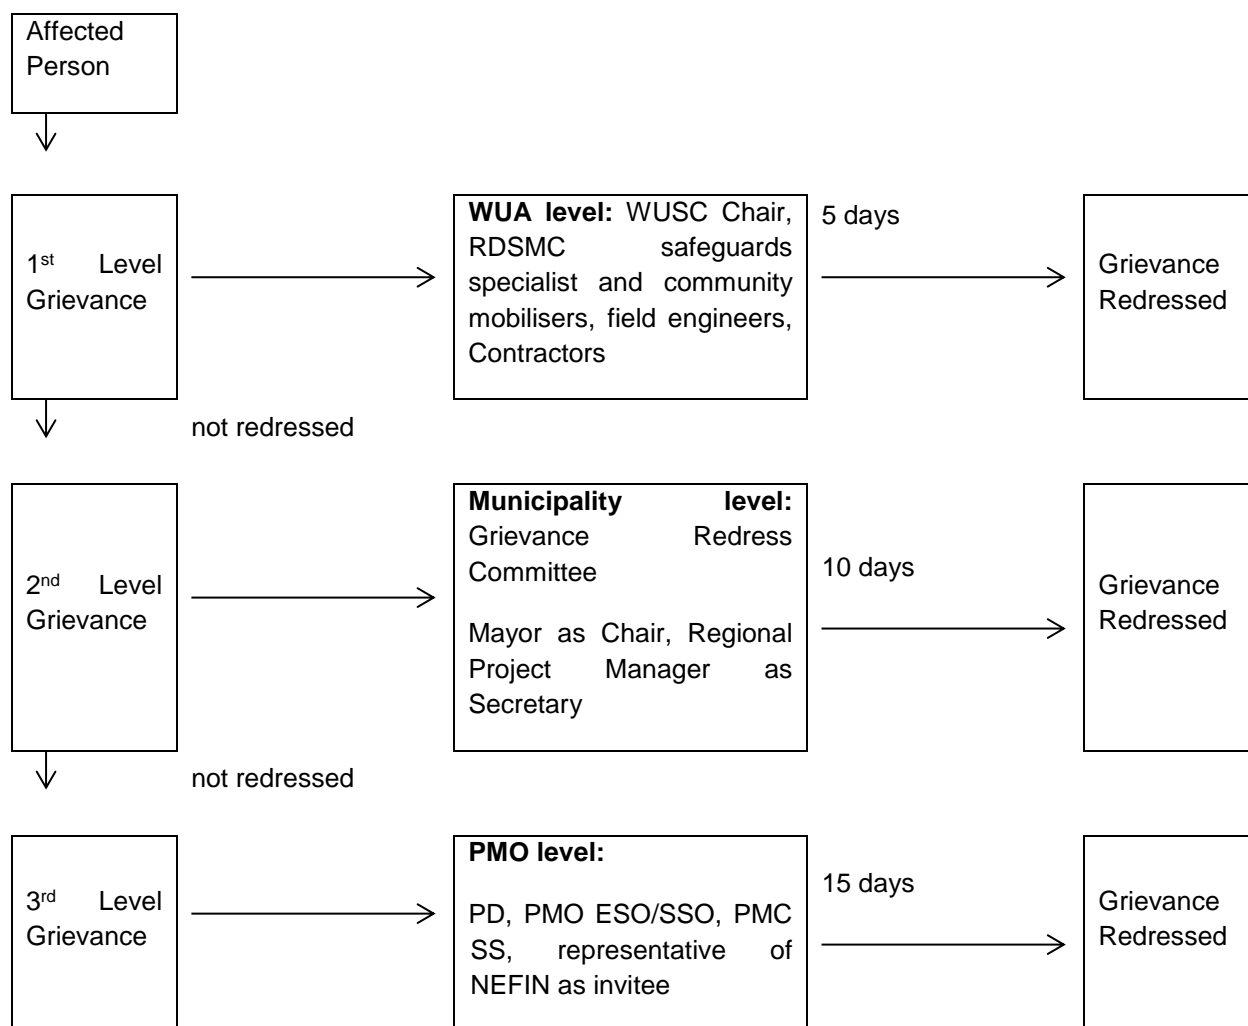 Affected
Person
1st Level
Grievance
WUA level: WUSC Chair,
RDSMC safeguards
specialist and community
mobilisers, field engineers,
Contractors
5 days
Grievance
Redressed
not redressed
2nd Level
Grievance
Municipality level:
Grievance Redress
Committee
Mayor as Chair, Regional
Project Manager as
Secretary
10 days
Grievance
Redressed
not redressed
3rd Level
Grievance
PMO level:
PD, PMO ESO/SSO, PMC
SS, representative of
NEFIN as invitee
15 days
Grievance
Redressed